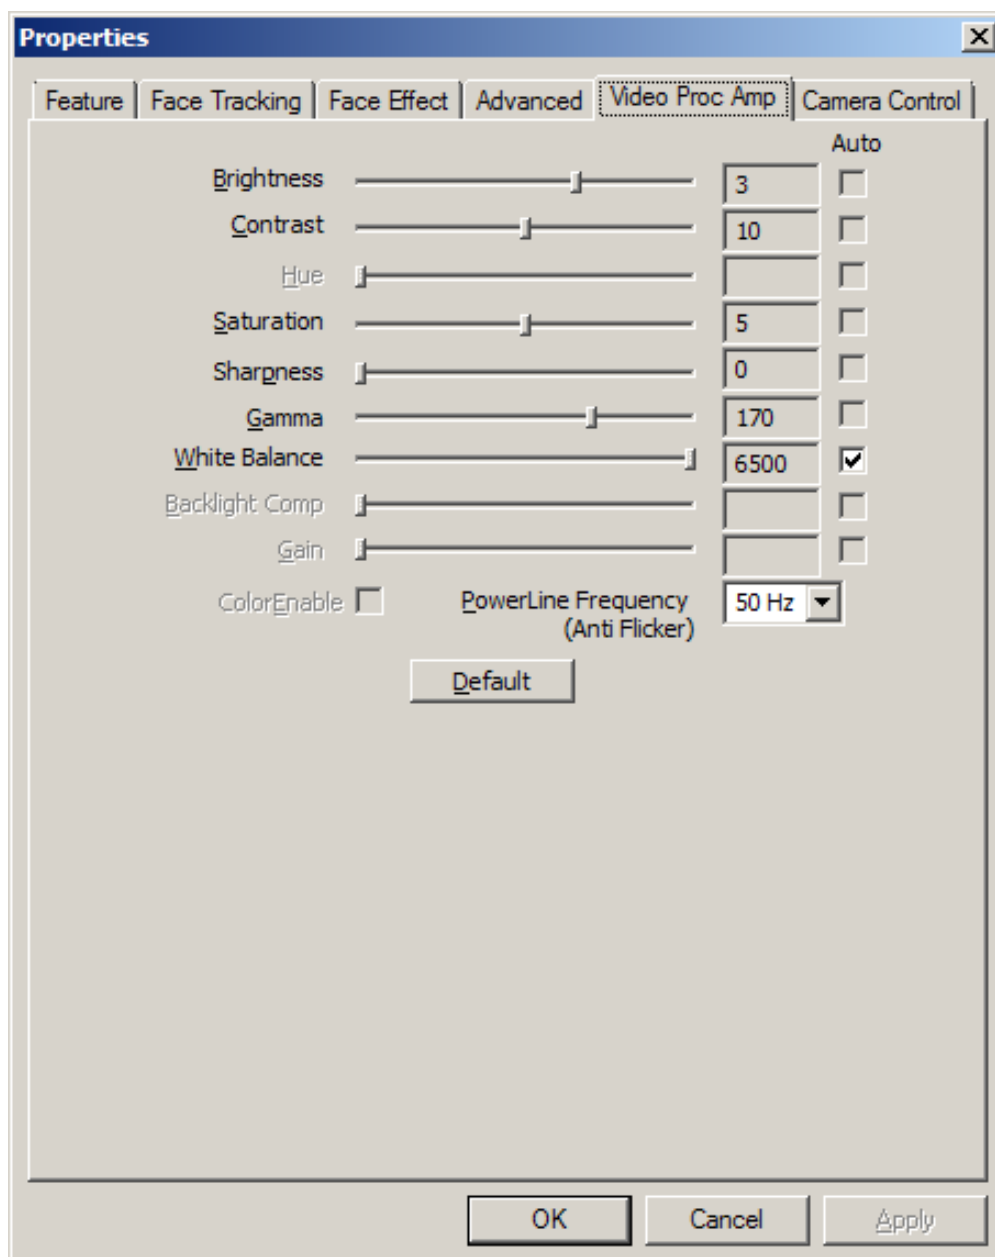 Properties
Feature Face Tracking Face Effect Advanced Video Proc Amp Camera Control
Auto
Brightness 3
Contrast 10
Hue
Saturation 5
Sharpness 0
Gamma 170
White Balance 6500
Backlight Comp
Gain
ColorEnable PowerLine Frequency 50 Hz
(Anti Flicker)
Default
OK Cancel Apply